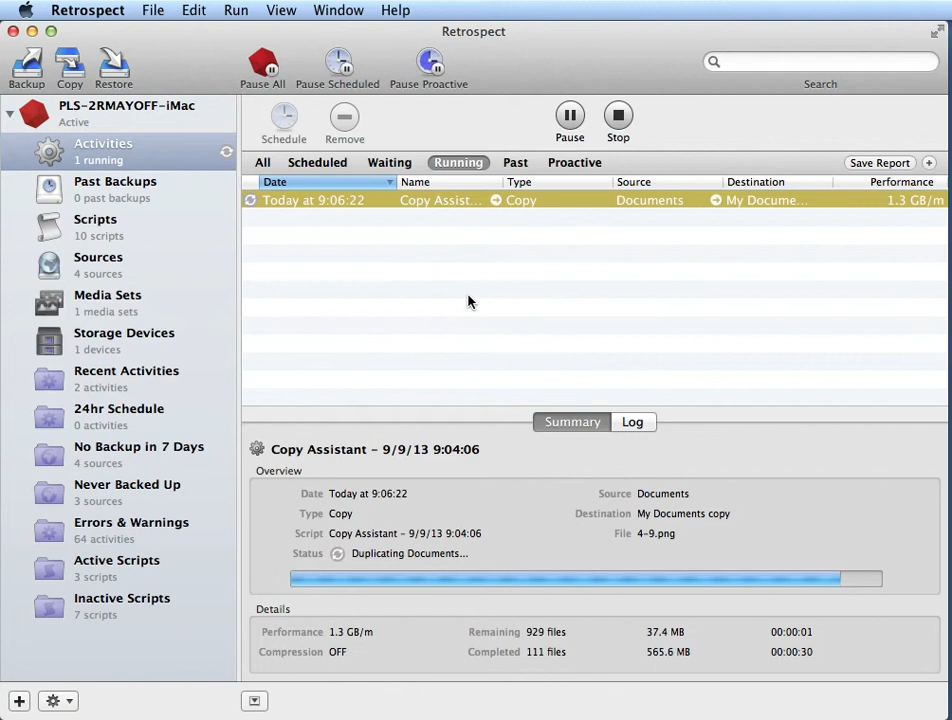 Retrospect File Edit Run View Window Help
Retrospect
Backup Copy Restore Pause All Pause Scheduled Pause Proactive Search
PLS-2RMAYOFF-iMac
Active
Activities
1 running
Past Backups
0 past backups
Scripts
10 scripts
Sources
4 sources
Media Sets
1 media sets
Storage Devices
1 devices
Recent Activities
2 activities
24hr Schedule
0 activities
No Backup in 7 Days
4 sources
Never Backed Up
3 sources
Errors & Warnings
64 activities
Active Scripts
3 scripts
Inactive Scripts
7 scripts
Schedule Remove Pause Stop
All Scheduled Waiting Running Past Proactive Save Report
Date Name Type Source Destination Performance
Today at 9:06:22 Copy Assist... Copy Documents My Docume... 1.3 GB/m
Summary Log
Copy Assistant - 9/9/13 9:04:06
Overview
Date Today at 9:06:22 Source Documents
Type Copy Destination My Documents copy
Script Copy Assistant - 9/9/13 9:04:06 File 4-9.png
Status Duplicating Documents...
Details
Performance 1.3 GB/m Remaining 929 files 37.4 MB 00:00:01
Compression OFF Completed 111 files 565.6 MB 00:00:30